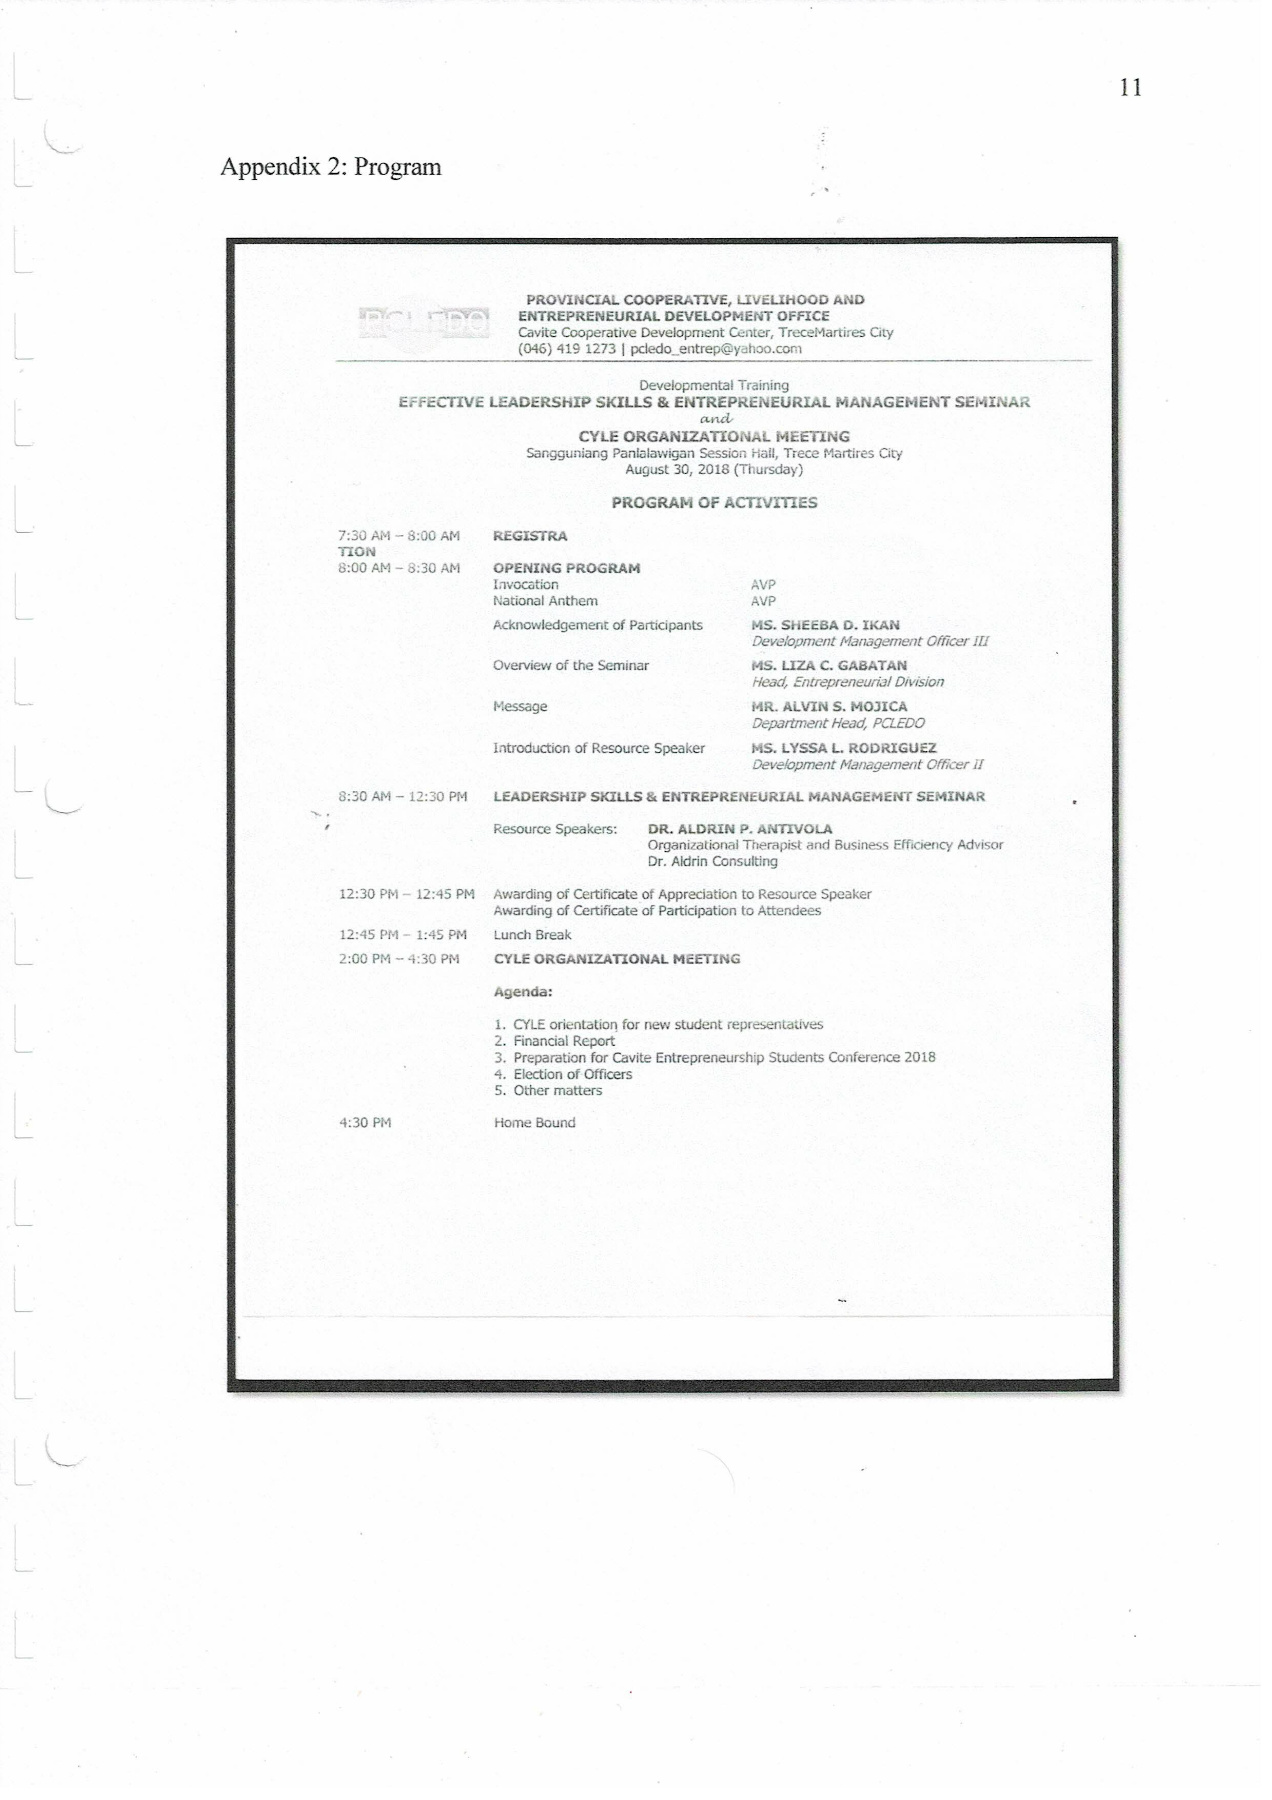 11
Appendix 2: Program
PCLEDO
PROVINCIAL COOPERATIVE, LIVELIHOOD AND
ENTREPRENEURIAL DEVELOPMENT OFFICE
Cavite Cooperative Development Center, TreceMartires City
(046) 419 1273 | pcledo_entrep@yahoo.com
Developmental Training
EFFECTIVE LEADERSHIP SKILLS & ENTREPRENEURIAL MANAGEMENT SEMINAR
and
CYLE ORGANIZATIONAL MEETING
Sangguniang Panlalawigan Session Hall, Trece Martires City
August 30, 2018 (Thursday)
PROGRAM OF ACTIVITIES
7:30 AM – 8:00 AM REGISTRA
TION
8:00 AM – 8:30 AM OPENING PROGRAM
Invocation AVP
National Anthem AVP
Acknowledgement of Participants MS. SHEEBA D. IKAN
Development Management Officer III
Overview of the Seminar MS. LIZA C. GABATAN
Head, Entrepreneurial Division
Message MR. ALVIN S. MOJICA
Department Head, PCLEDO
Introduction of Resource Speaker MS. LYSSA L. RODRIGUEZ
Development Management Officer II
8:30 AM – 12:30 PM LEADERSHIP SKILLS & ENTREPRENEURIAL MANAGEMENT SEMINAR
Resource Speakers: DR. ALDRIN P. ANTIVOLA
Organizational Therapist and Business Efficiency Advisor
Dr. Aldrin Consulting
12:30 PM – 12:45 PM Awarding of Certificate of Appreciation to Resource Speaker
Awarding of Certificate of Participation to Attendees
12:45 PM – 1:45 PM Lunch Break
2:00 PM – 4:30 PM CYLE ORGANIZATIONAL MEETING
Agenda:
1. CYLE orientation for new student representatives
2. Financial Report
3. Preparation for Cavite Entrepreneurship Students Conference 2018
4. Election of Officers
5. Other matters
4:30 PM Home Bound